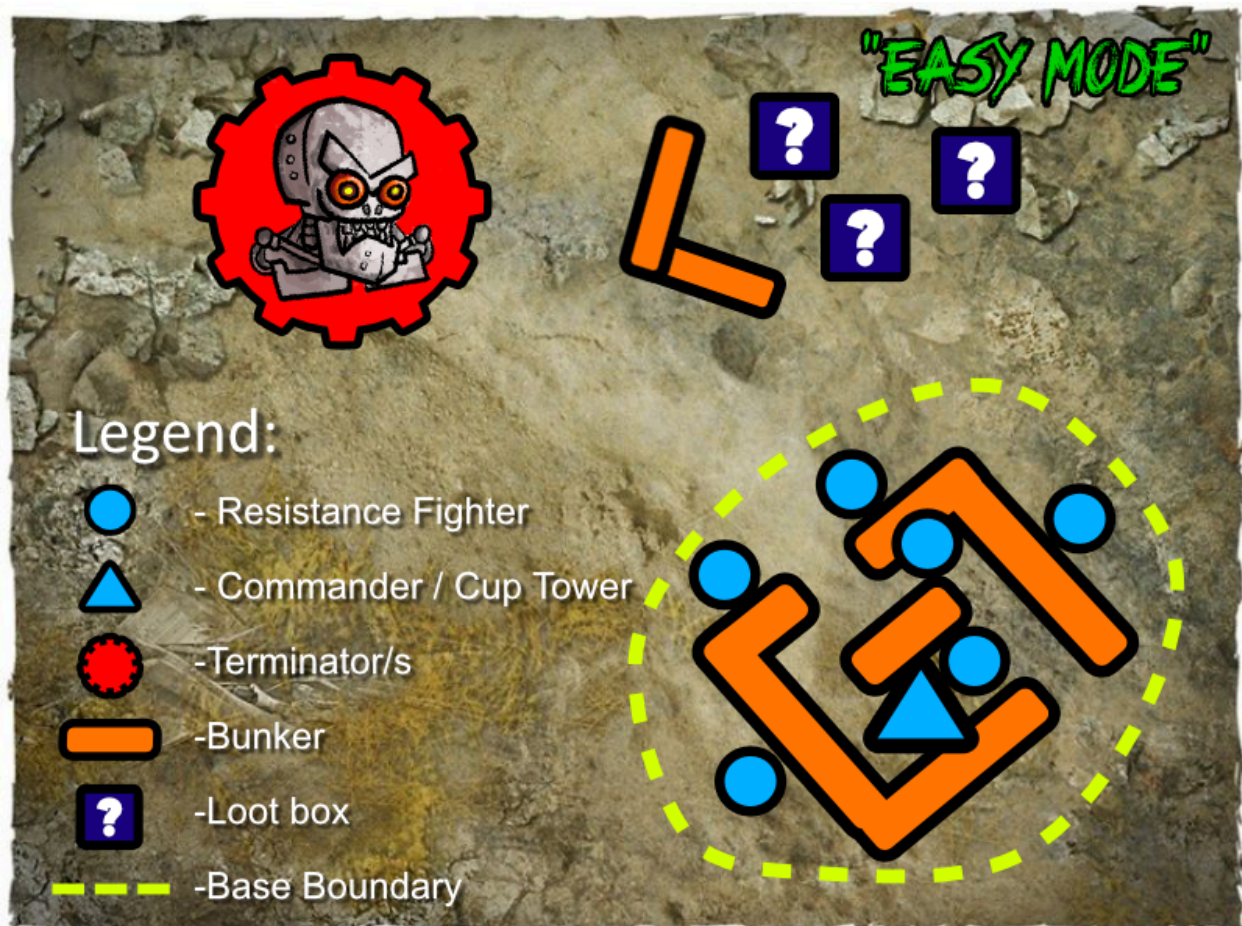 "EASY MODE"
?
?
?
Legend:
- Resistance Fighter
- Commander / Cup Tower
-Terminator/s
-Bunker
?
-Loot box
-Base Boundary